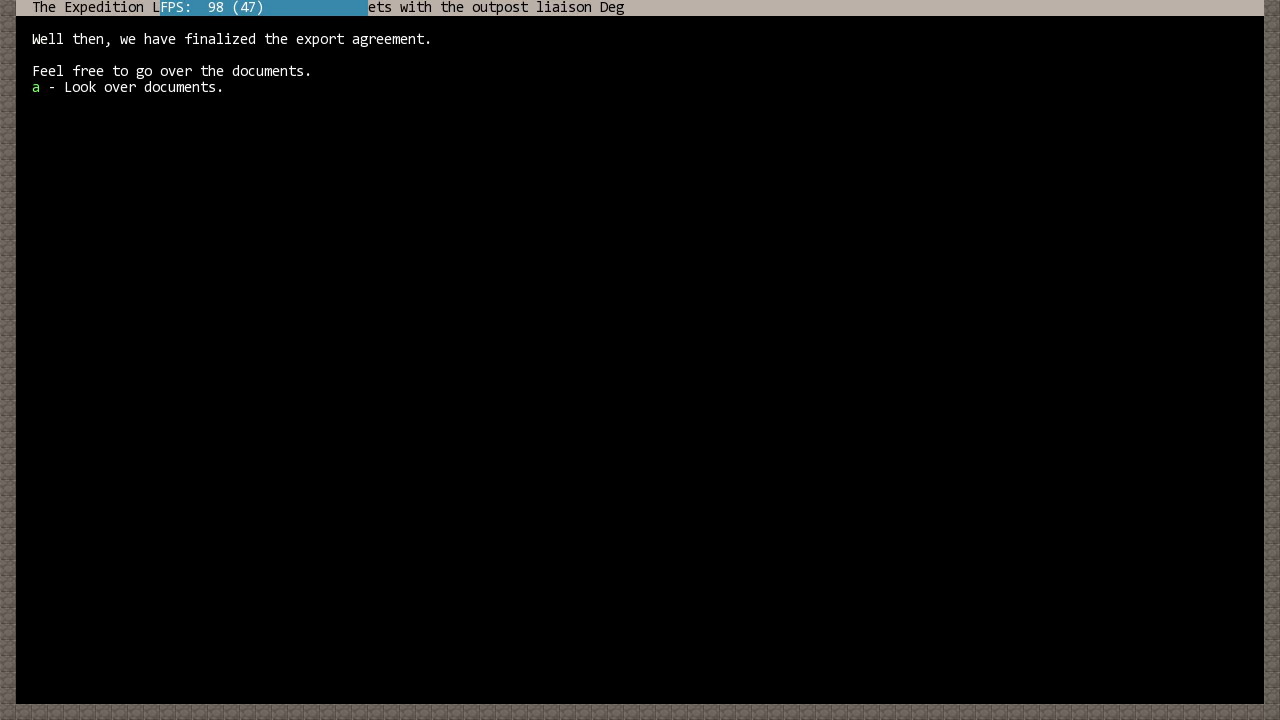 The Expedition L FPS:  98 (47) ets with the outpost liaison Deg
Well then, we have finalized the export agreement.
Feel free to go over the documents.
a - Look over documents.